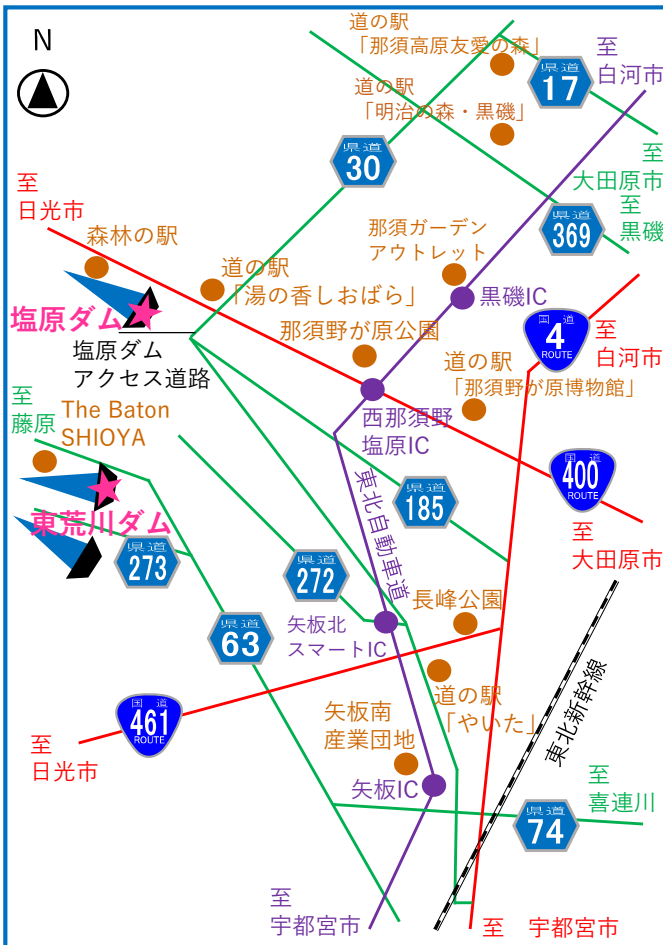 N
道の駅
「那須高原友愛の森」
至
白河市
県道
17
道の駅
「明治の森・黒磯」
県道
30
至
大田原市
至
黒磯
県道
369
至
日光市
森林の駅
道の駅
「湯の香しおばら」
那須ガーデン
アウトレット
黒磯IC
塩原ダム
塩原ダム
アクセス道路
那須野が原公園
国道
4
ROUTE
至
白河市
道の駅
「那須野が原博物館」
至
藤原
The Baton
SHIOYA
西那須野
塩原IC
国道
400
ROUTE
至
大田原市
東北自動車道
県道
185
東荒川ダム
県道
273
県道
272
長峰公園
県道
63
矢板北
スマートIC
国道
461
ROUTE
至
日光市
道の駅
「やいた」
矢板南
産業団地
矢板IC
東北新幹線
至
喜連川
県道
74
至
宇都宮市
至 宇都宮市